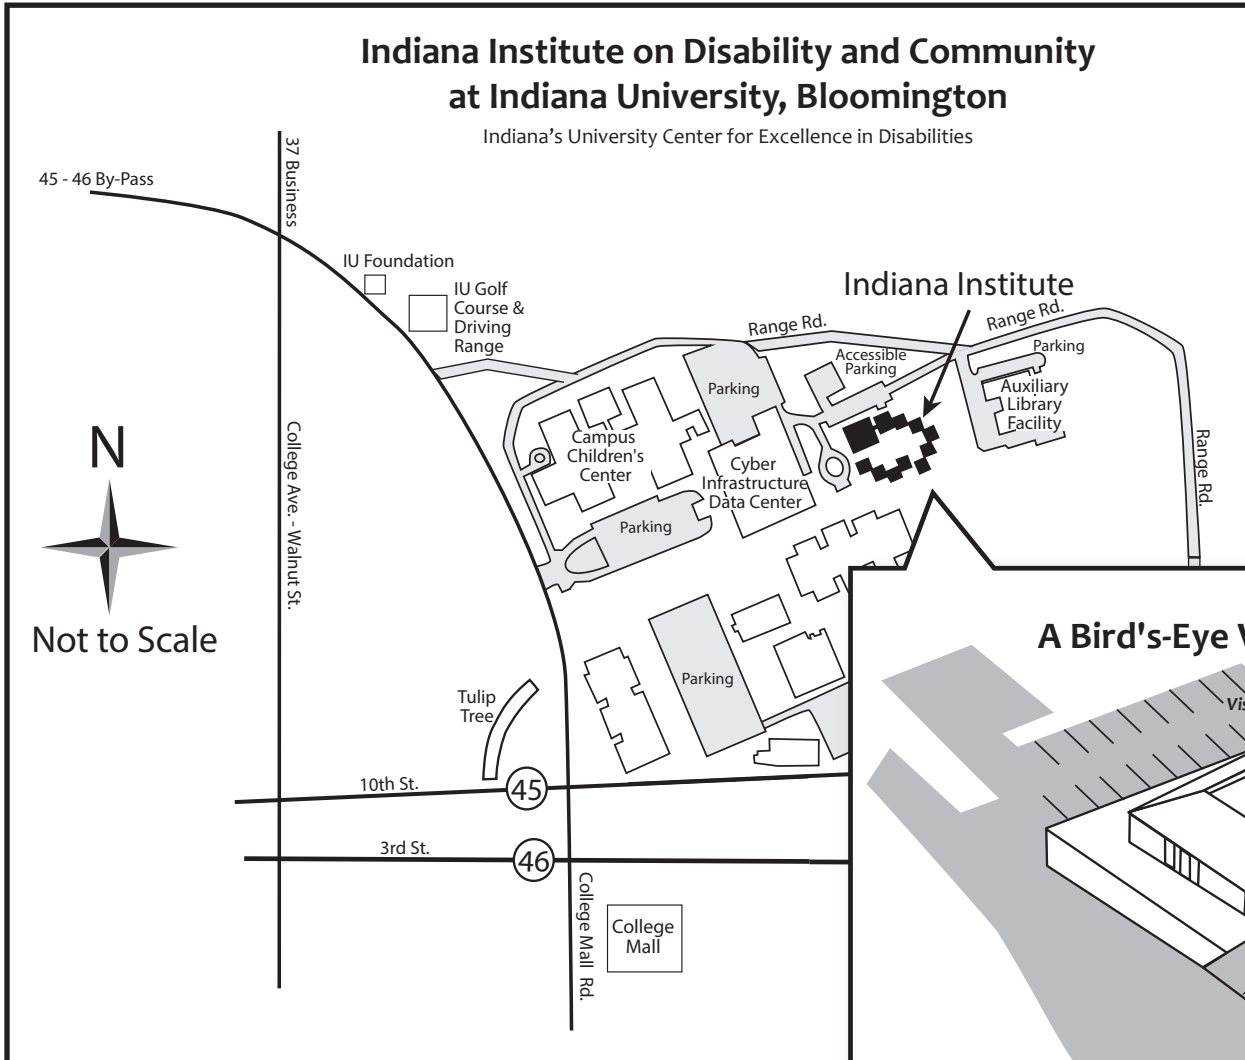 Indiana Institute on Disability and Community
at Indiana University, Bloomington
Indiana's University Center for Excellence in Disabilities
45 - 46 By-Pass
37 Business
IU Foundation
IU Golf
Course &
Driving
Range
Indiana Institute
Range Rd.
Range Rd.
Accessible
Parking
Parking
Parking
Auxiliary
Library
Facility
Campus
Children's
Center
Cyber
Infrastructure
Data Center
Range Rd.
N
College Ave. - Walnut St.
Parking
Not to Scale
A Bird's-Eye
Parking
Tulip
Tree
10th St.
45
3rd St.
46
College Mall Rd.
College
Mall